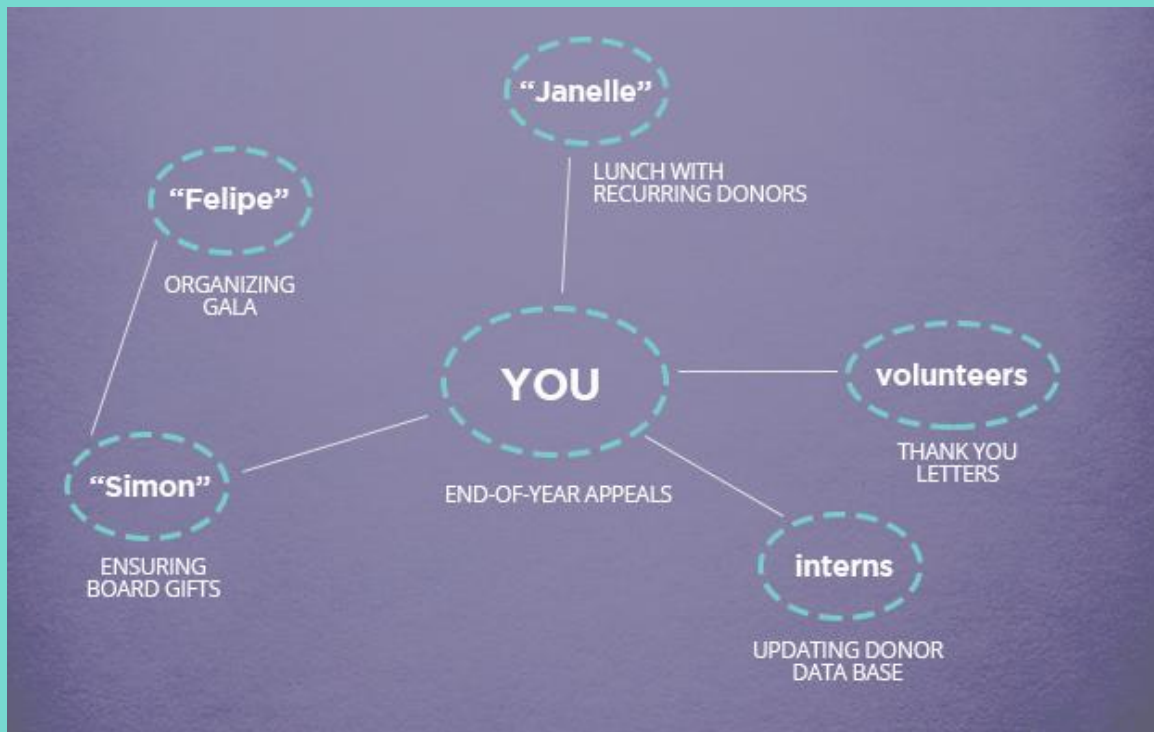 “Janelle”
LUNCH WITH
RECURRING DONORS
“Felipe”
ORGANIZING
GALA
YOU
END-OF-YEAR APPEALS
volunteers
THANK YOU
LETTERS
“Simon”
ENSURING
BOARD GIFTS
interns
UPDATING DONOR
DATA BASE